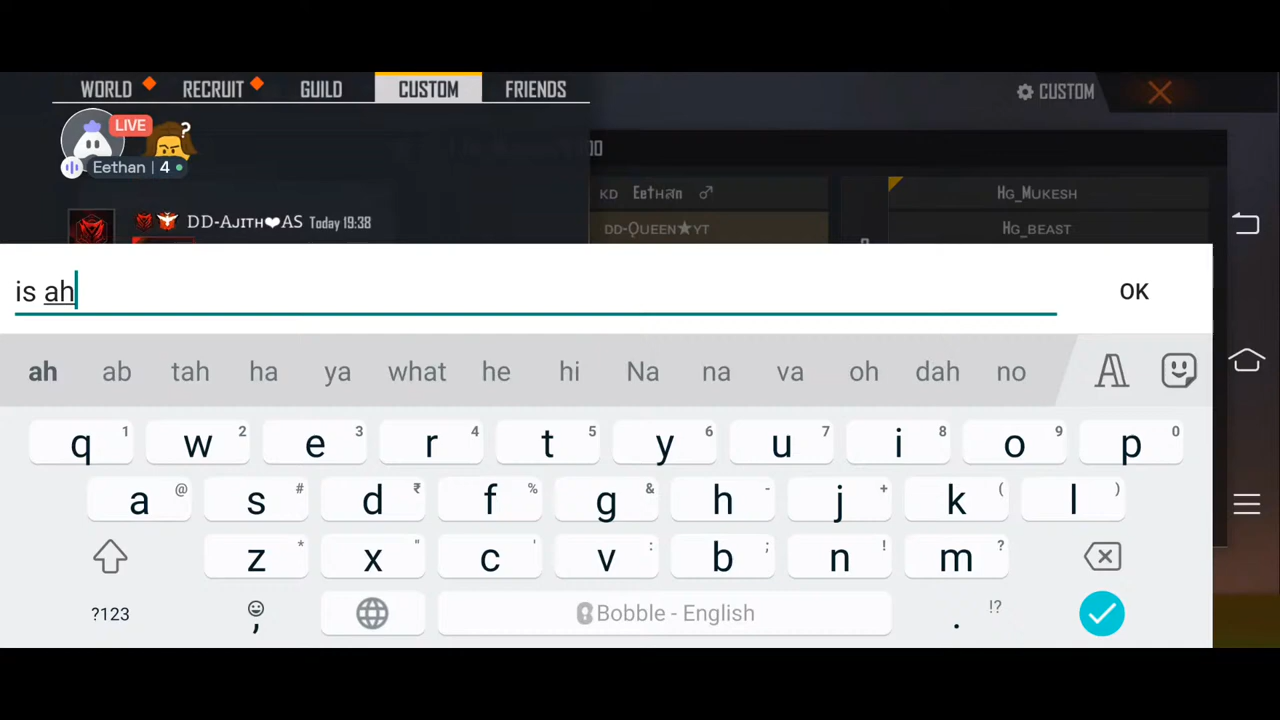 WORLD RECRUIT GUILD CUSTOM FRIENDS
CUSTOM
LIVE
?
Eethan | 4
KD Eeтнαn ♂
HG_MUKESH
DD-AJITH❤AS Today 19:38
DD-QUEEN★YT
HG_BEAST
is ah
OK
ah ab tah ha ya what he hi Na na va oh dah no
q 1 w 2 e 3 r 4 t 5 y 6 u 7 i 8 o 9 p 0
a @ s # d ₹ f % g & h - j + k ( l )
z * x " c ' v : b ; n ! m ?
?123 , Bobble - English . !?